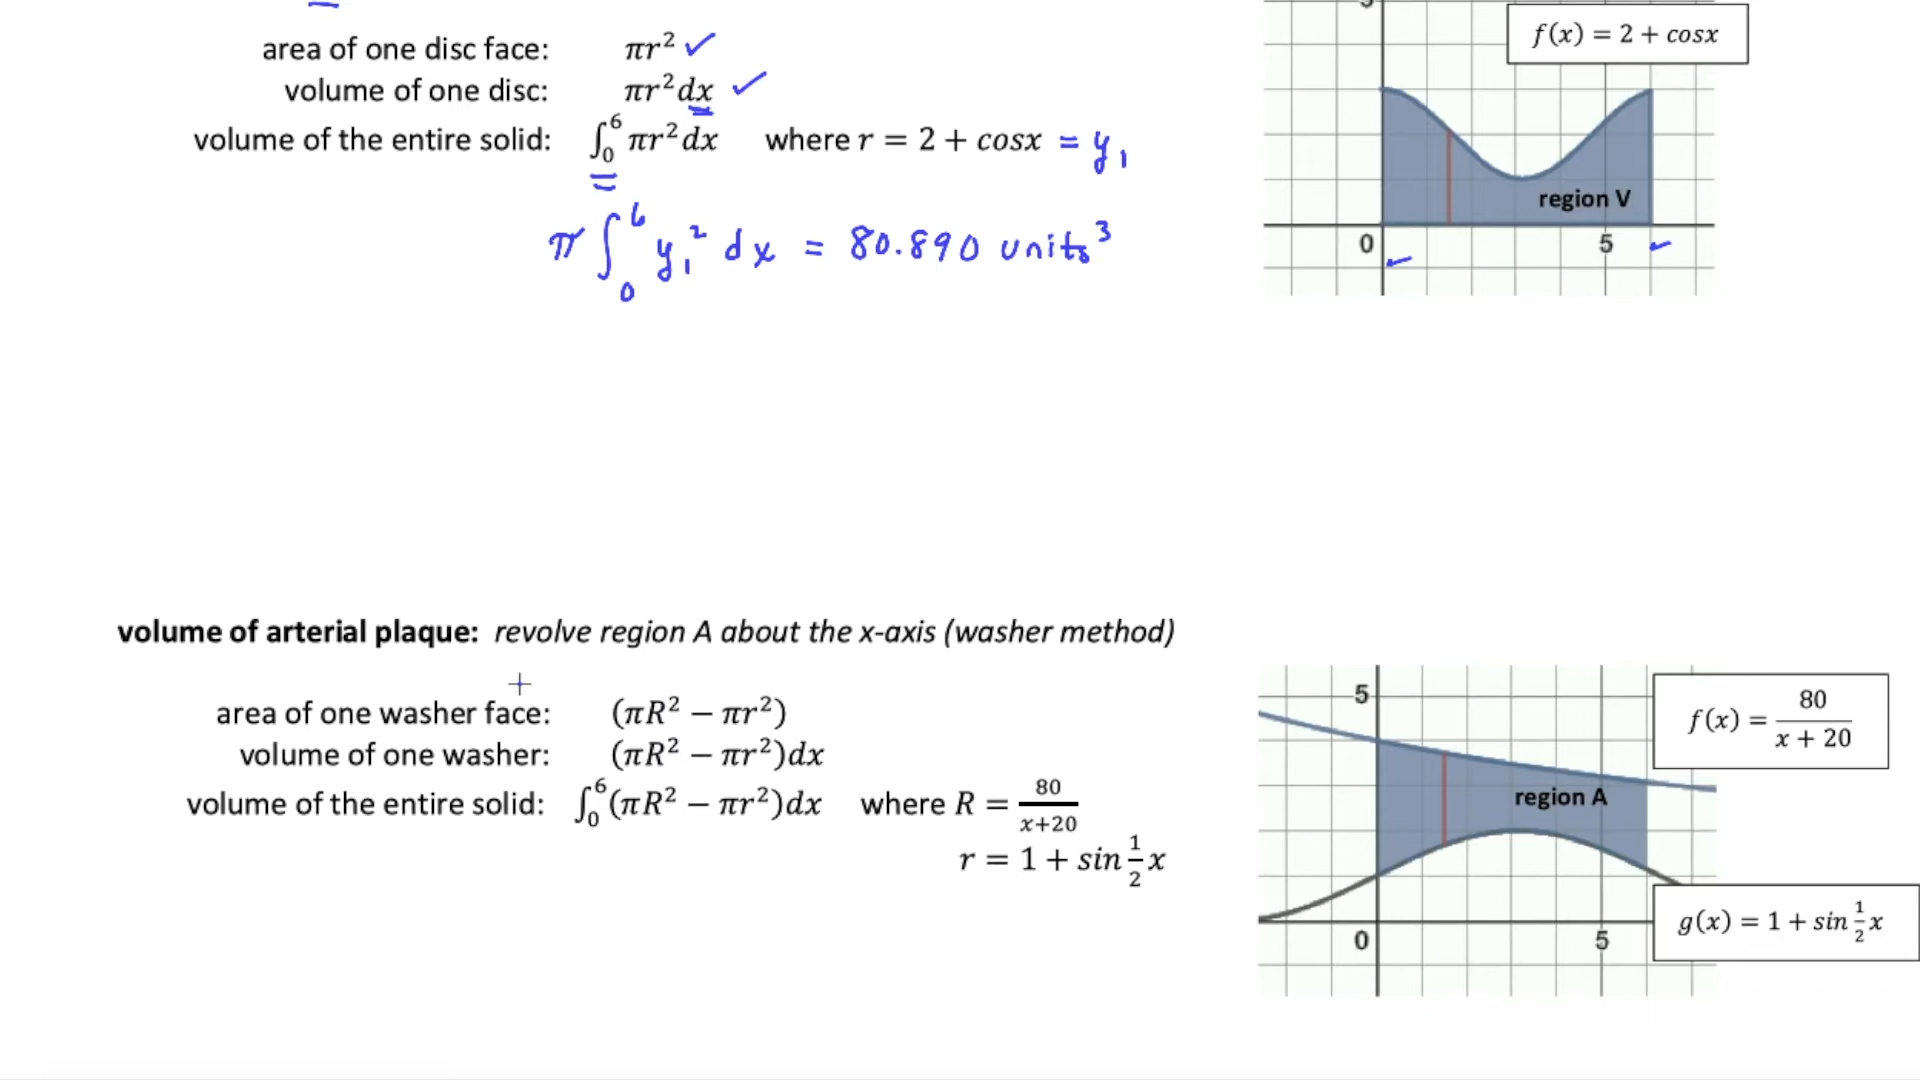 area of one disc face: πr² ✓
volume of one disc: πr²dx ✓
volume of the entire solid: ∫₀⁶ πr²dx where r = 2 + cosx = y₁
π ∫₀⁶ y₁² dx = 80.890 units³
f(x) = 2 + cosx
region V
0 5
volume of arterial plaque: revolve region A about the x-axis (washer method)
area of one washer face: (πR² − πr²)
volume of one washer: (πR² − πr²)dx
volume of the entire solid: ∫₀⁶(πR² − πr²)dx where R = 80/(x+20)
r = 1 + sin ½x
5
f(x) = 80/(x + 20)
region A
g(x) = 1 + sin ½x
0 5